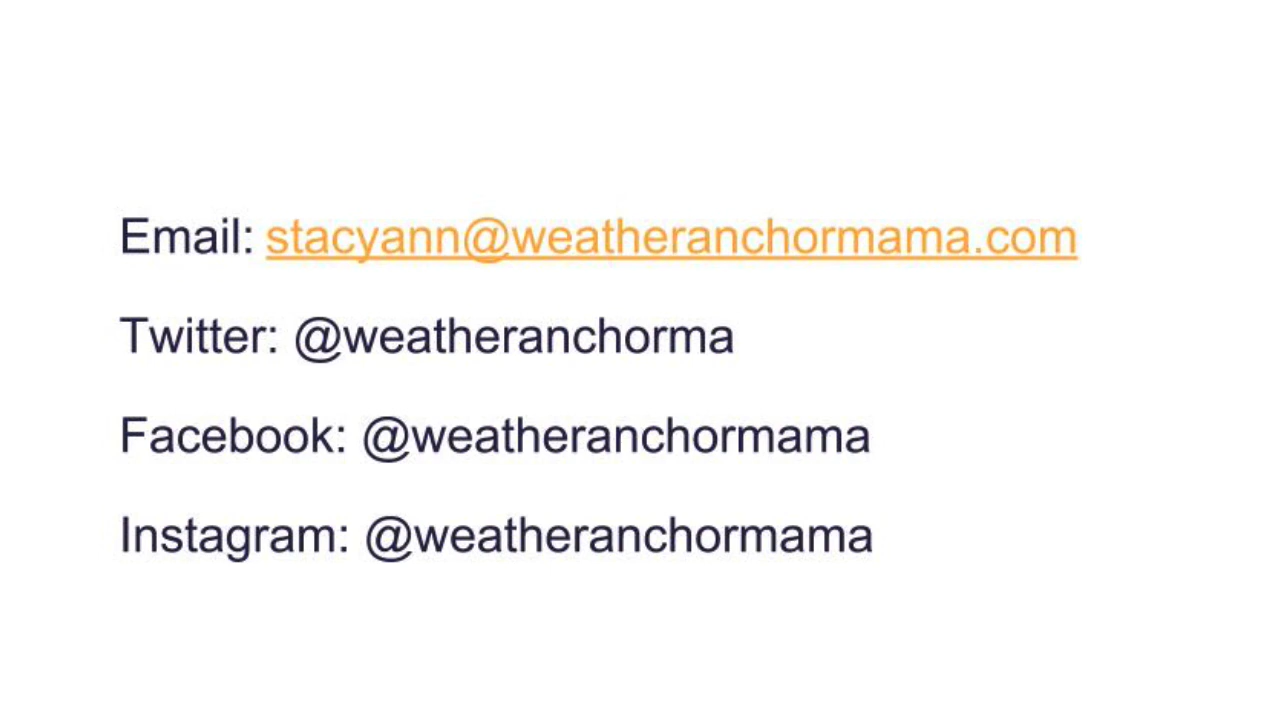 Email: stacyann@weatheranchormama.com
Twitter: @weatheranchorma
Facebook: @weatheranchormama
Instagram: @weatheranchormama